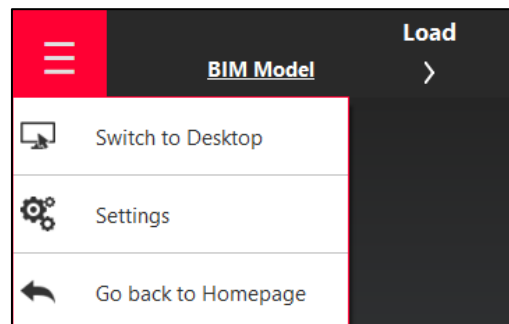 Load
BIM Model
Switch to Desktop
Settings
Go back to Homepage